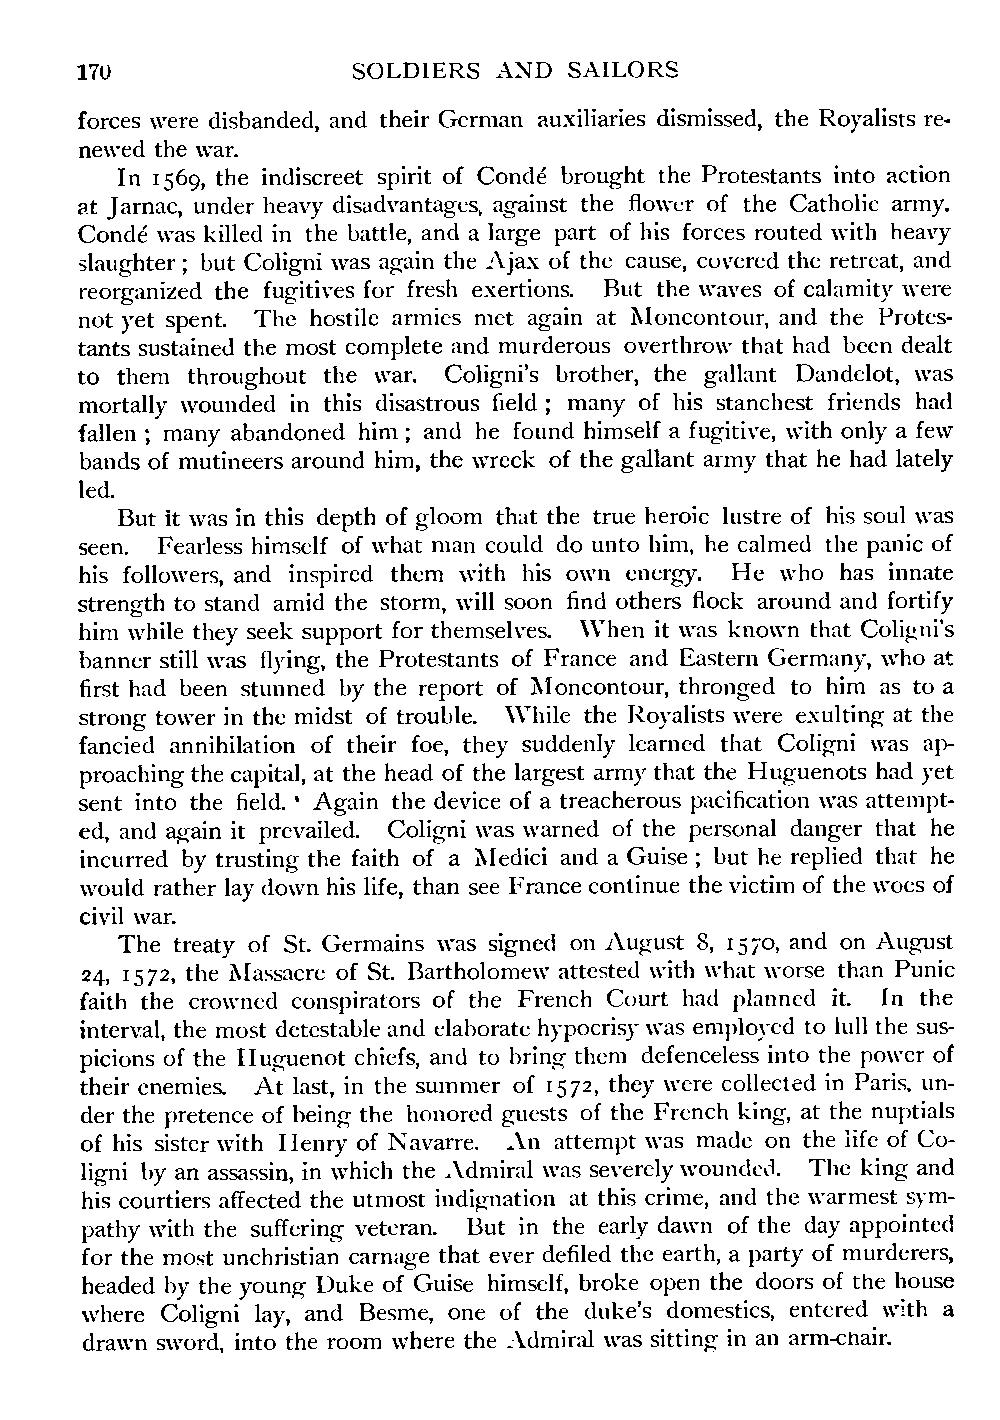 170 SOLDIERS AND SAILORS
forces were disbanded, and their German auxiliaries dismissed, the Royalists re-
newed the war.
In 1569, the indiscreet spirit of Condé brought the Protestants into action
at Jarnac, under heavy disadvantages, against the flower of the Catholic army.
Condé was killed in the battle, and a large part of his forces routed with heavy
slaughter ; but Coligni was again the Ajax of the cause, covered the retreat, and
reorganized the fugitives for fresh exertions. But the waves of calamity were
not yet spent. The hostile armies met again at Moncontour, and the Protes-
tants sustained the most complete and murderous overthrow that had been dealt
to them throughout the war. Coligni's brother, the gallant Dandelot, was
mortally wounded in this disastrous field ; many of his stanchest friends had
fallen ; many abandoned him ; and he found himself a fugitive, with only a few
bands of mutineers around him, the wreck of the gallant army that he had lately
led.
But it was in this depth of gloom that the true heroic lustre of his soul was
seen. Fearless himself of what man could do unto him, he calmed the panic of
his followers, and inspired them with his own energy. He who has innate
strength to stand amid the storm, will soon find others flock around and fortify
him while they seek support for themselves. When it was known that Coligni's
banner still was flying, the Protestants of France and Eastern Germany, who at
first had been stunned by the report of Moncontour, thronged to him as to a
strong tower in the midst of trouble. While the Royalists were exulting at the
fancied annihilation of their foe, they suddenly learned that Coligni was ap-
proaching the capital, at the head of the largest army that the Huguenots had yet
sent into the field. Again the device of a treacherous pacification was attempt-
ed, and again it prevailed. Coligni was warned of the personal danger that he
incurred by trusting the faith of a Medici and a Guise ; but he replied that he
would rather lay down his life, than see France continue the victim of the woes of
civil war.
The treaty of St. Germains was signed on August 8, 1570, and on August
24, 1572, the Massacre of St. Bartholomew attested with what worse than Punic
faith the crowned conspirators of the French Court had planned it. In the
interval, the most detestable and elaborate hypocrisy was employed to lull the sus-
picions of the Huguenot chiefs, and to bring them defenceless into the power of
their enemies. At last, in the summer of 1572, they were collected in Paris, un-
der the pretence of being the honored guests of the French king, at the nuptials
of his sister with Henry of Navarre. An attempt was made on the life of Co-
ligni by an assassin, in which the Admiral was severely wounded. The king and
his courtiers affected the utmost indignation at this crime, and the warmest sym-
pathy with the suffering veteran. But in the early dawn of the day appointed
for the most unchristian carnage that ever defiled the earth, a party of murderers,
headed by the young Duke of Guise himself, broke open the doors of the house
where Coligni lay, and Besme, one of the duke's domestics, entered with a
drawn sword, into the room where the Admiral was sitting in an arm-chair.